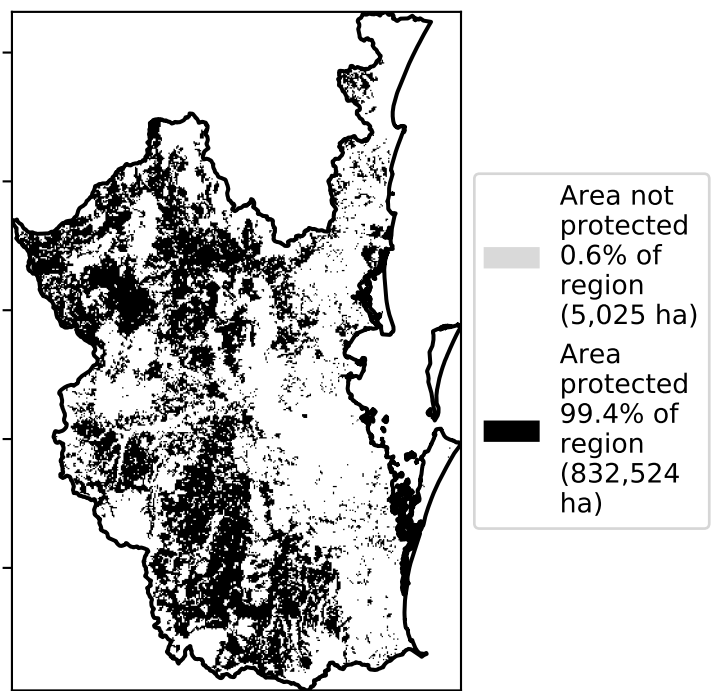 Area not
protected
0.6% of
region
(5,025 ha)
Area
protected
99.4% of
region
(832,524
ha)